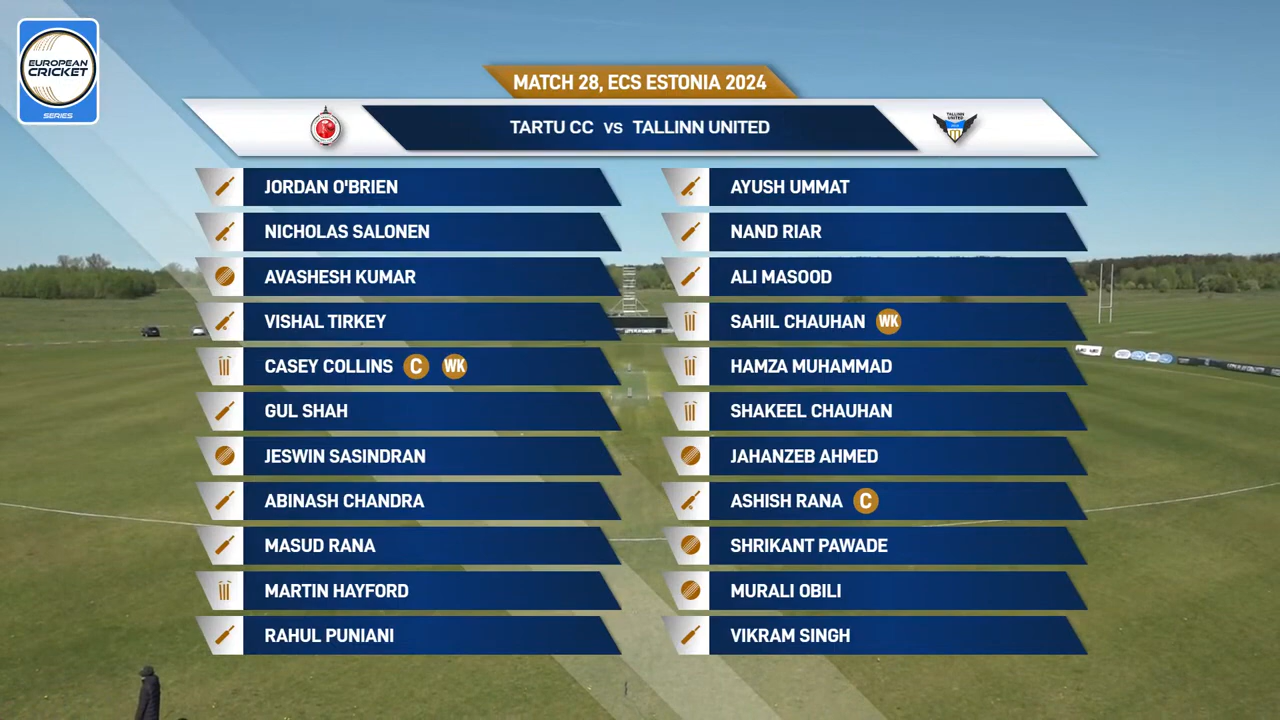 EUROPEAN
CRICKET
SERIES
MATCH 28, ECS ESTONIA 2024
TARTU CC VS TALLINN UNITED
TALLINN
UNITED
JORDAN O'BRIEN
NICHOLAS SALONEN
AVASHESH KUMAR
VISHAL TIRKEY
CASEY COLLINS C WK
GUL SHAH
JESWIN SASINDRAN
ABINASH CHANDRA
MASUD RANA
MARTIN HAYFORD
RAHUL PUNIANI
AYUSH UMMAT
NAND RIAR
ALI MASOOD
SAHIL CHAUHAN WK
HAMZA MUHAMMAD
SHAKEEL CHAUHAN
JAHANZEB AHMED
ASHISH RANA C
SHRIKANT PAWADE
MURALI OBILI
VIKRAM SINGH